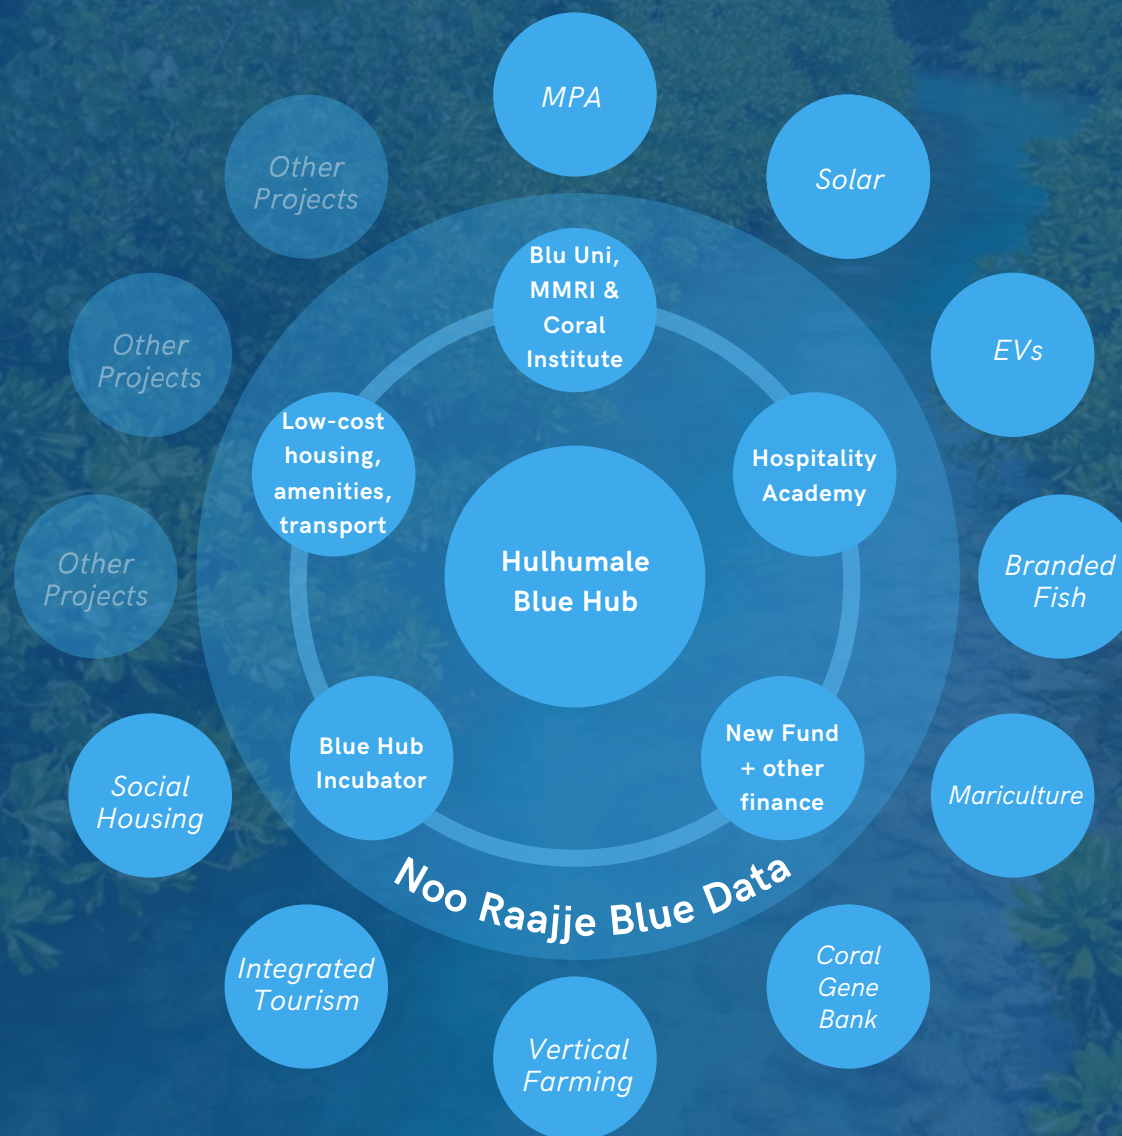 MPA
Solar
EVs
Branded
Fish
Mariculture
Coral
Gene
Bank
Vertical
Farming
Integrated
Tourism
Social
Housing
Other
Projects
Other
Projects
Other
Projects
Blu Uni,
MMRI &
Coral
Institute
Hospitality
Academy
New Fund
+ other
finance
Blue Hub
Incubator
Low-cost
housing,
amenities,
transport
Hulhumale
Blue Hub
Noo Raajje Blue Data